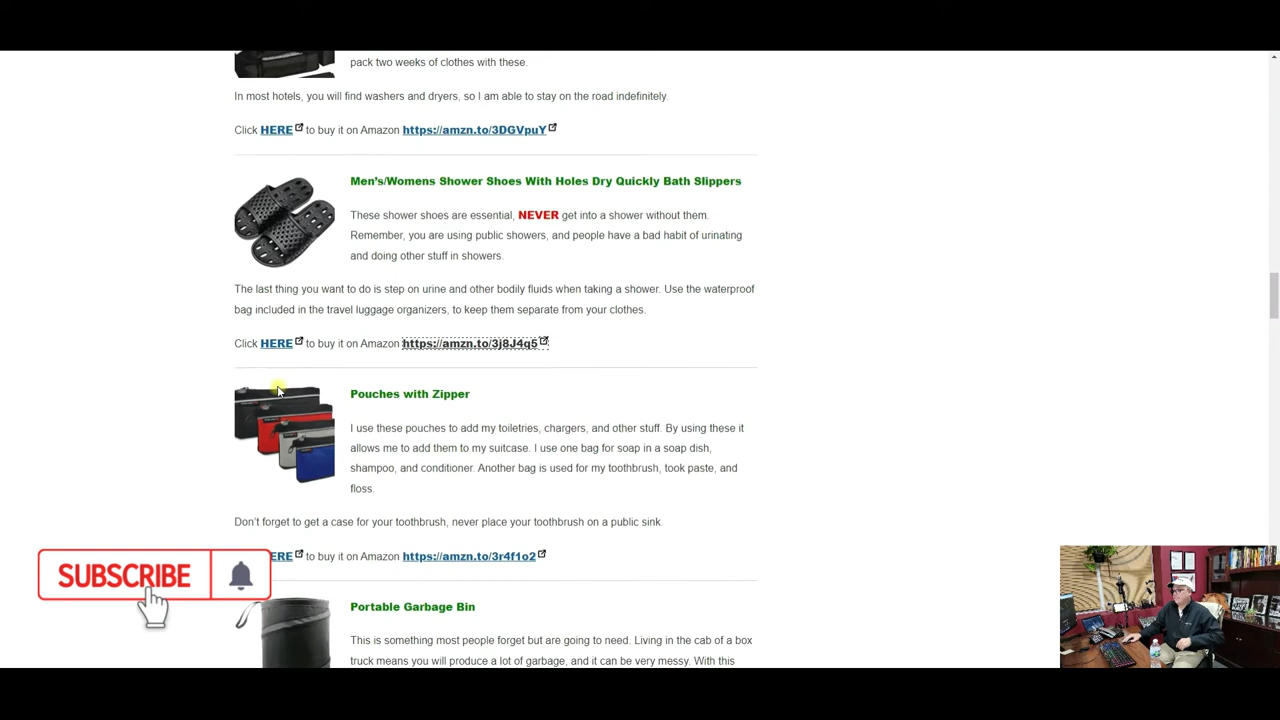 pack two weeks of clothes with these.
In most hotels, you will find washers and dryers, so I am able to stay on the road indefinitely.
Click HERE to buy it on Amazon https://amzn.to/3DGVpuY
Men's/Womens Shower Shoes With Holes Dry Quickly Bath Slippers
These shower shoes are essential, NEVER get into a shower without them.
Remember, you are using public showers, and people have a bad habit of urinating
and doing other stuff in showers.
The last thing you want to do is step on urine and other bodily fluids when taking a shower. Use the waterproof
bag included in the travel luggage organizers, to keep them separate from your clothes.
Click HERE to buy it on Amazon https://amzn.to/3j8J4q5
Pouches with Zipper
I use these pouches to add my toiletries, chargers, and other stuff. By using these it
allows me to add them to my suitcase. I use one bag for soap in a soap dish,
shampoo, and conditioner. Another bag is used for my toothbrush, took paste, and
floss.
Don't forget to get a case for your toothbrush, never place your toothbrush on a public sink.
ERE to buy it on Amazon https://amzn.to/3r4f1o2
SUBSCRIBE
Portable Garbage Bin
This is something most people forget but are going to need. Living in the cab of a box
truck means you will produce a lot of garbage, and it can be very messy. With this